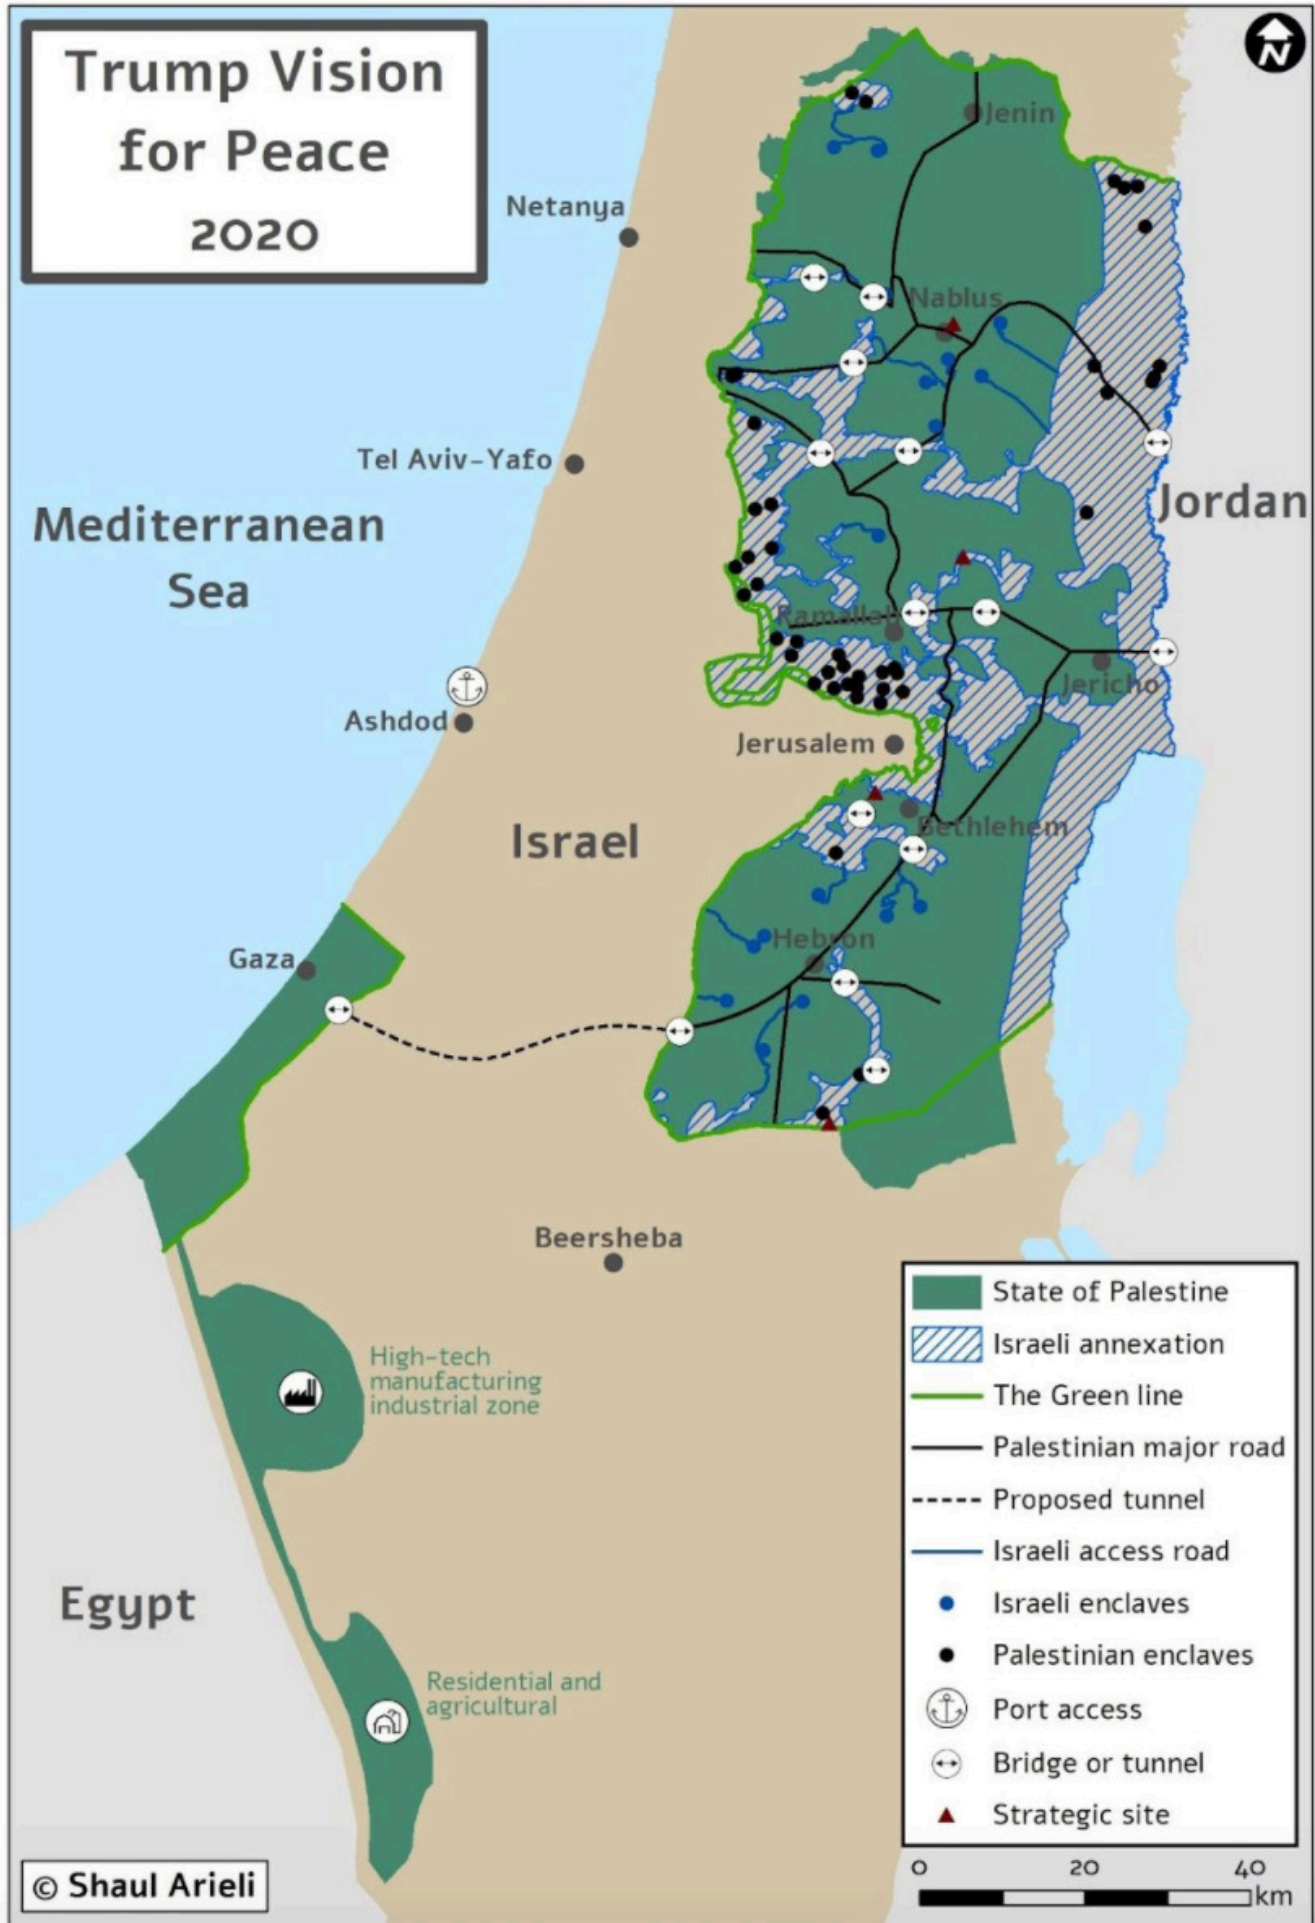 Trump Vision
for Peace
2020
N
Jenin
Netanya
Nablus
Tel Aviv-Yafo
Mediterranean
Sea
Jordan
Ramallah
Jericho
Ashdod
Jerusalem
Israel
Bethlehem
Hebron
Gaza
Beersheba
High-tech
manufacturing
industrial zone
Egypt
Residential and
agricultural
State of Palestine
Israeli annexation
The Green line
Palestinian major road
Proposed tunnel
Israeli access road
Israeli enclaves
Palestinian enclaves
Port access
Bridge or tunnel
Strategic site
0 20 40
km
© Shaul Arieli